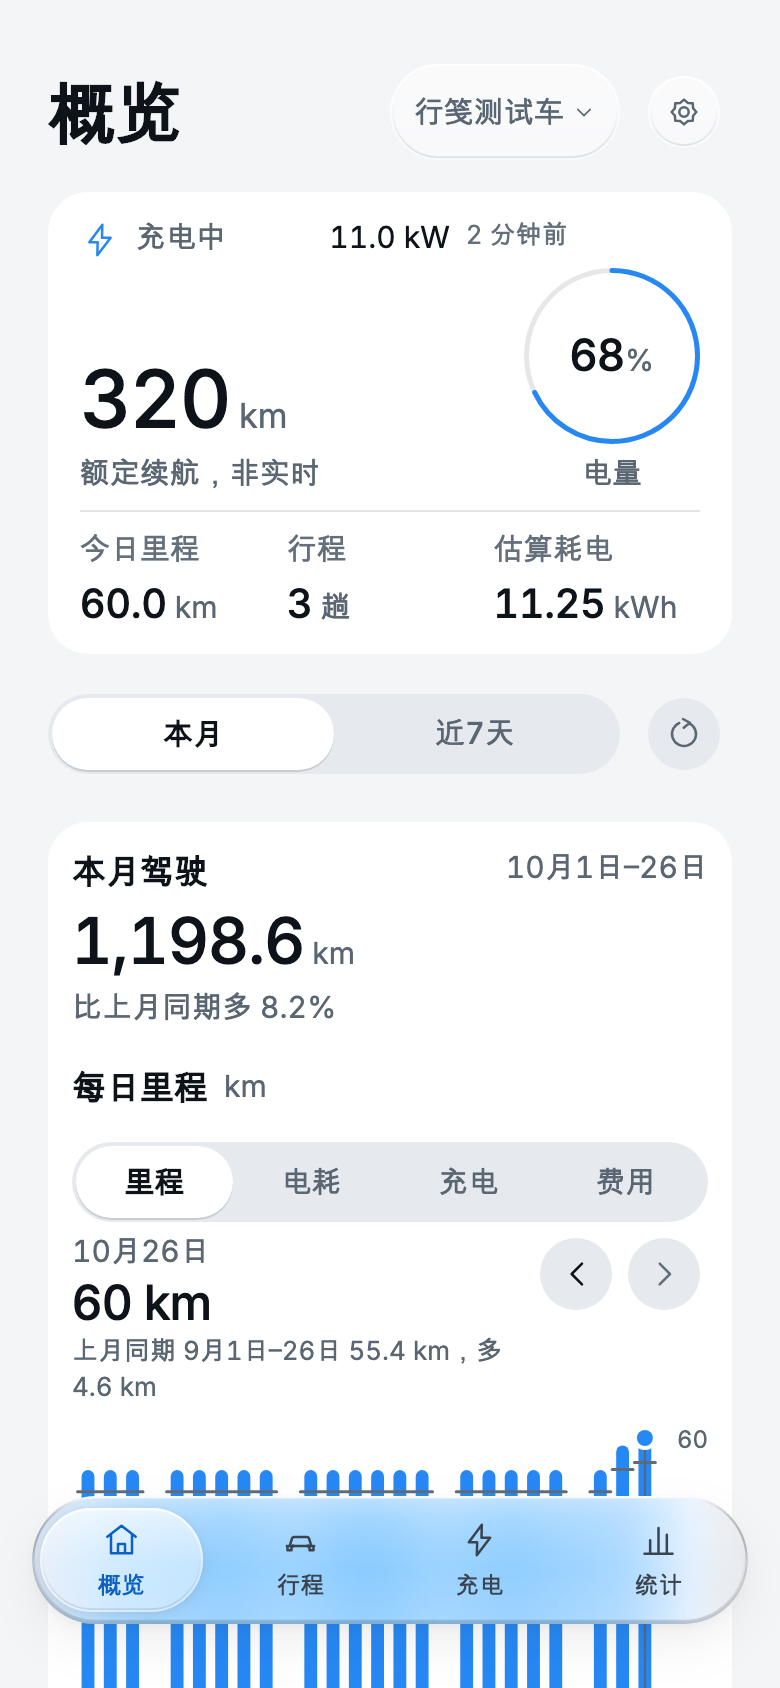 概览
行笺测试车
充电中 11.0 kW 2 分钟前
68%
320 km
额定续航，非实时
电量
今日里程 行程 估算耗电
60.0 km 3 趟 11.25 kWh
本月 近7天
本月驾驶 10月1日–26日
1,198.6 km
比上月同期多 8.2%
每日里程 km
里程 电耗 充电 费用
10月26日
60 km
上月同期 9月1日–26日 55.4 km，多
4.6 km
60
概览 行程 充电 统计